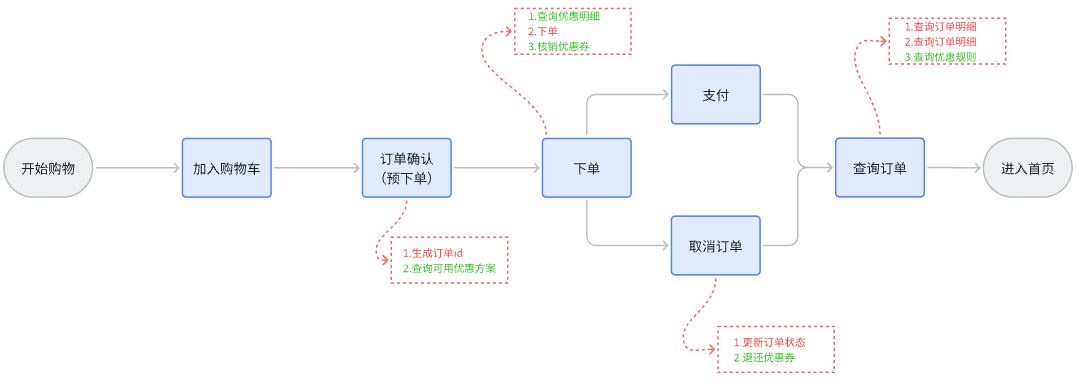 1.查询优惠明细
2.下单
3.核销优惠券
1.查询订单明细
2.查询订单明细
3.查询优惠规则
支付
开始购物
加入购物车
订单确认
（预下单）
下单
查询订单
进入首页
取消订单
1.生成订单id
2.查询可用优惠方案
1.更新订单状态
2.退还优惠券